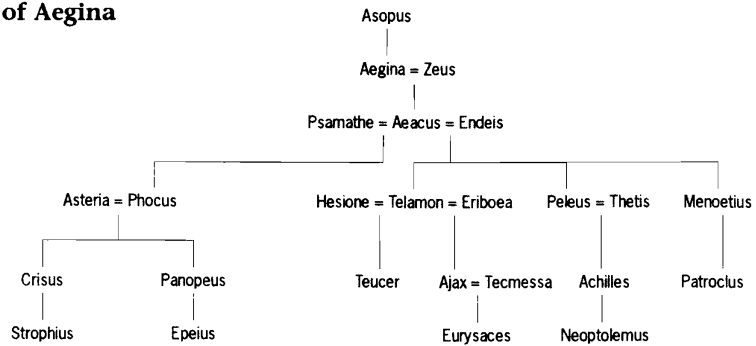 of Aegina
Asopus
Aegina = Zeus
Psamathe = Aeacus = Endeis
Asteria = Phocus Hesione = Telamon = Eriboea Peleus = Thetis Menoetius
Crisus Panopeus Teucer Ajax = Tecmessa Achilles Patroclus
Strophius Epeius Eurysaces Neoptolemus